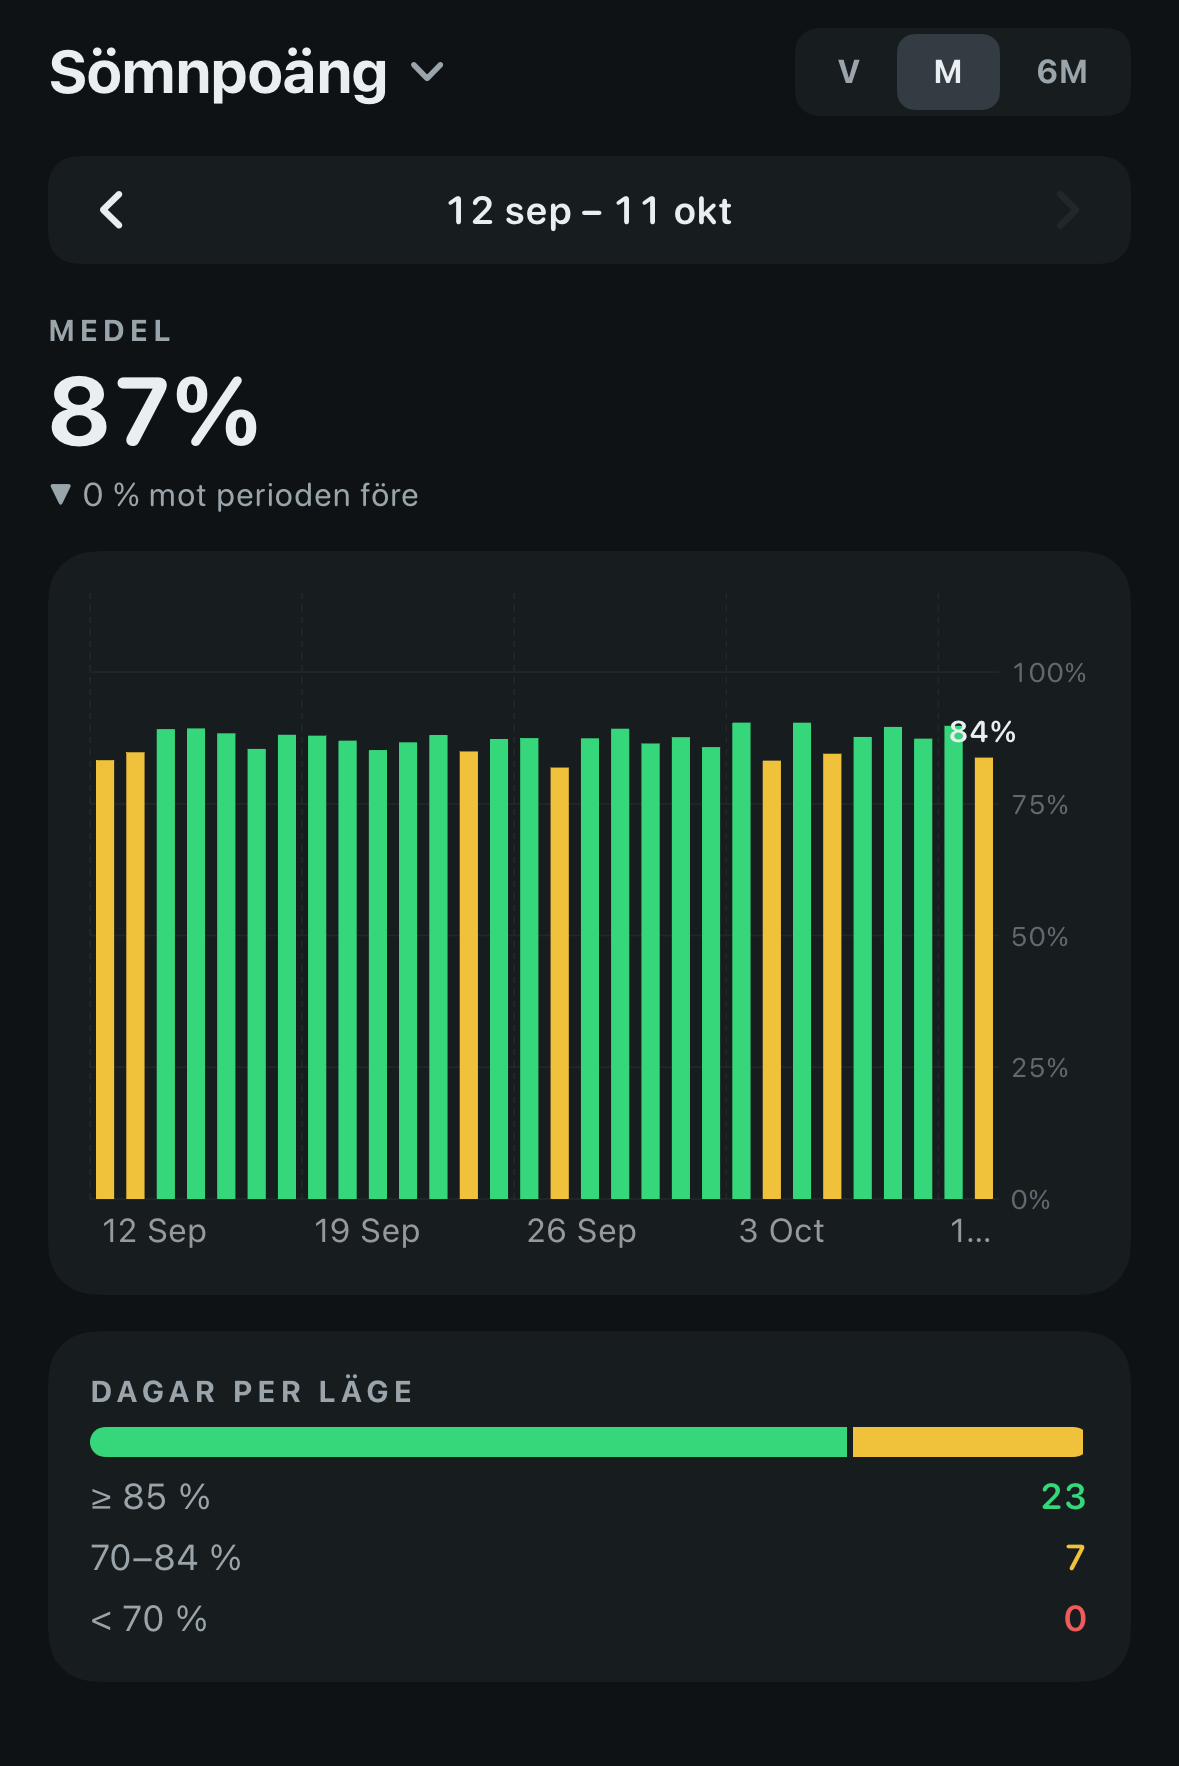 Sömnpoäng
V M 6M
12 sep – 11 okt
MEDEL
87%
▼ 0 % mot perioden före
100%
84%
75%
50%
25%
0%
12 Sep 19 Sep 26 Sep 3 Oct 1...
DAGAR PER LÄGE
≥ 85 % 23
70–84 % 7
< 70 % 0